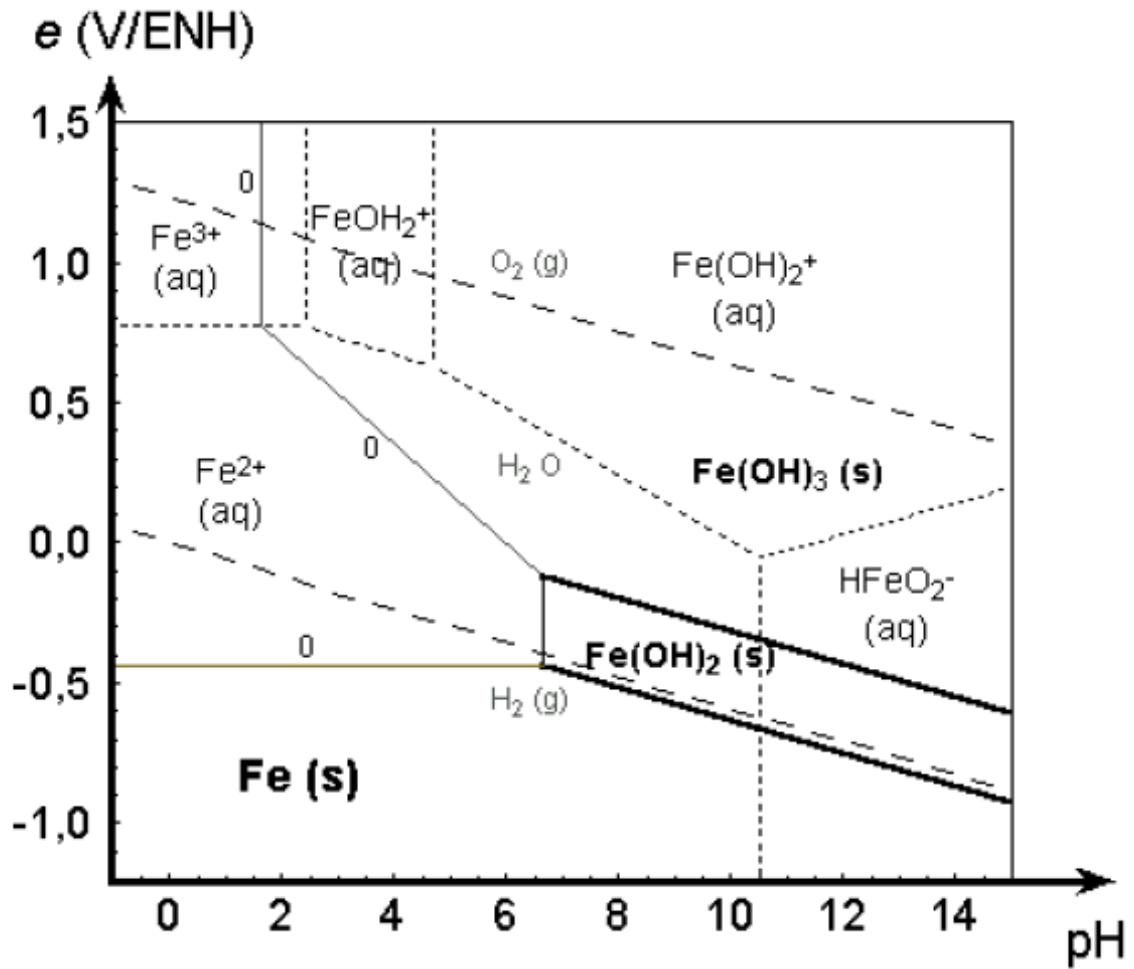 e (V/ENH)
1,5
1,0
0,5
0,0
-0,5
-1,0
0
Fe³⁺
(aq)
FeOH₂⁺
(aq)
O₂ (g)
Fe(OH)₂⁺
(aq)
0
Fe²⁺
(aq)
H₂ O
Fe(OH)₃ (s)
HFeO₂⁻
(aq)
0
Fe(OH)₂ (s)
H₂ (g)
Fe (s)
0 2 4 6 8 10 12 14
pH